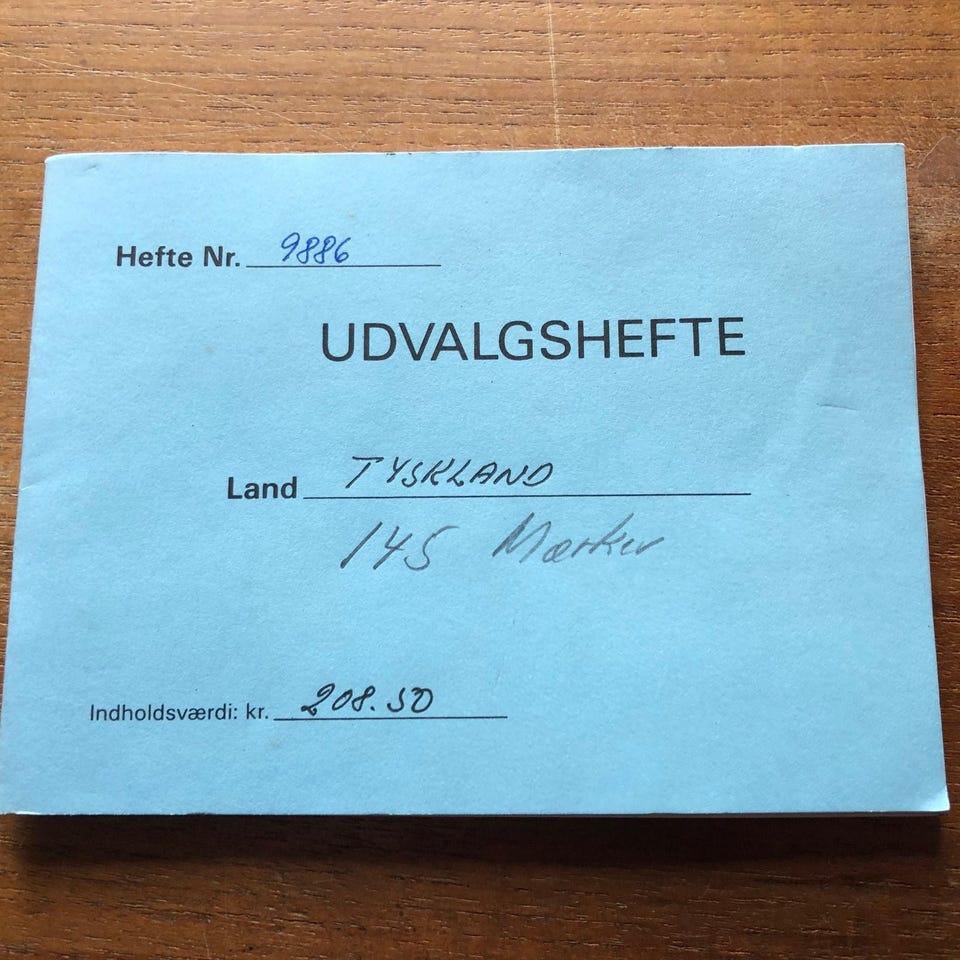 Hefte Nr. 9886
UDVALGSHEFTE
Land TYSKLAND
145 Mærker
Indholdsværdi: kr. 208.50